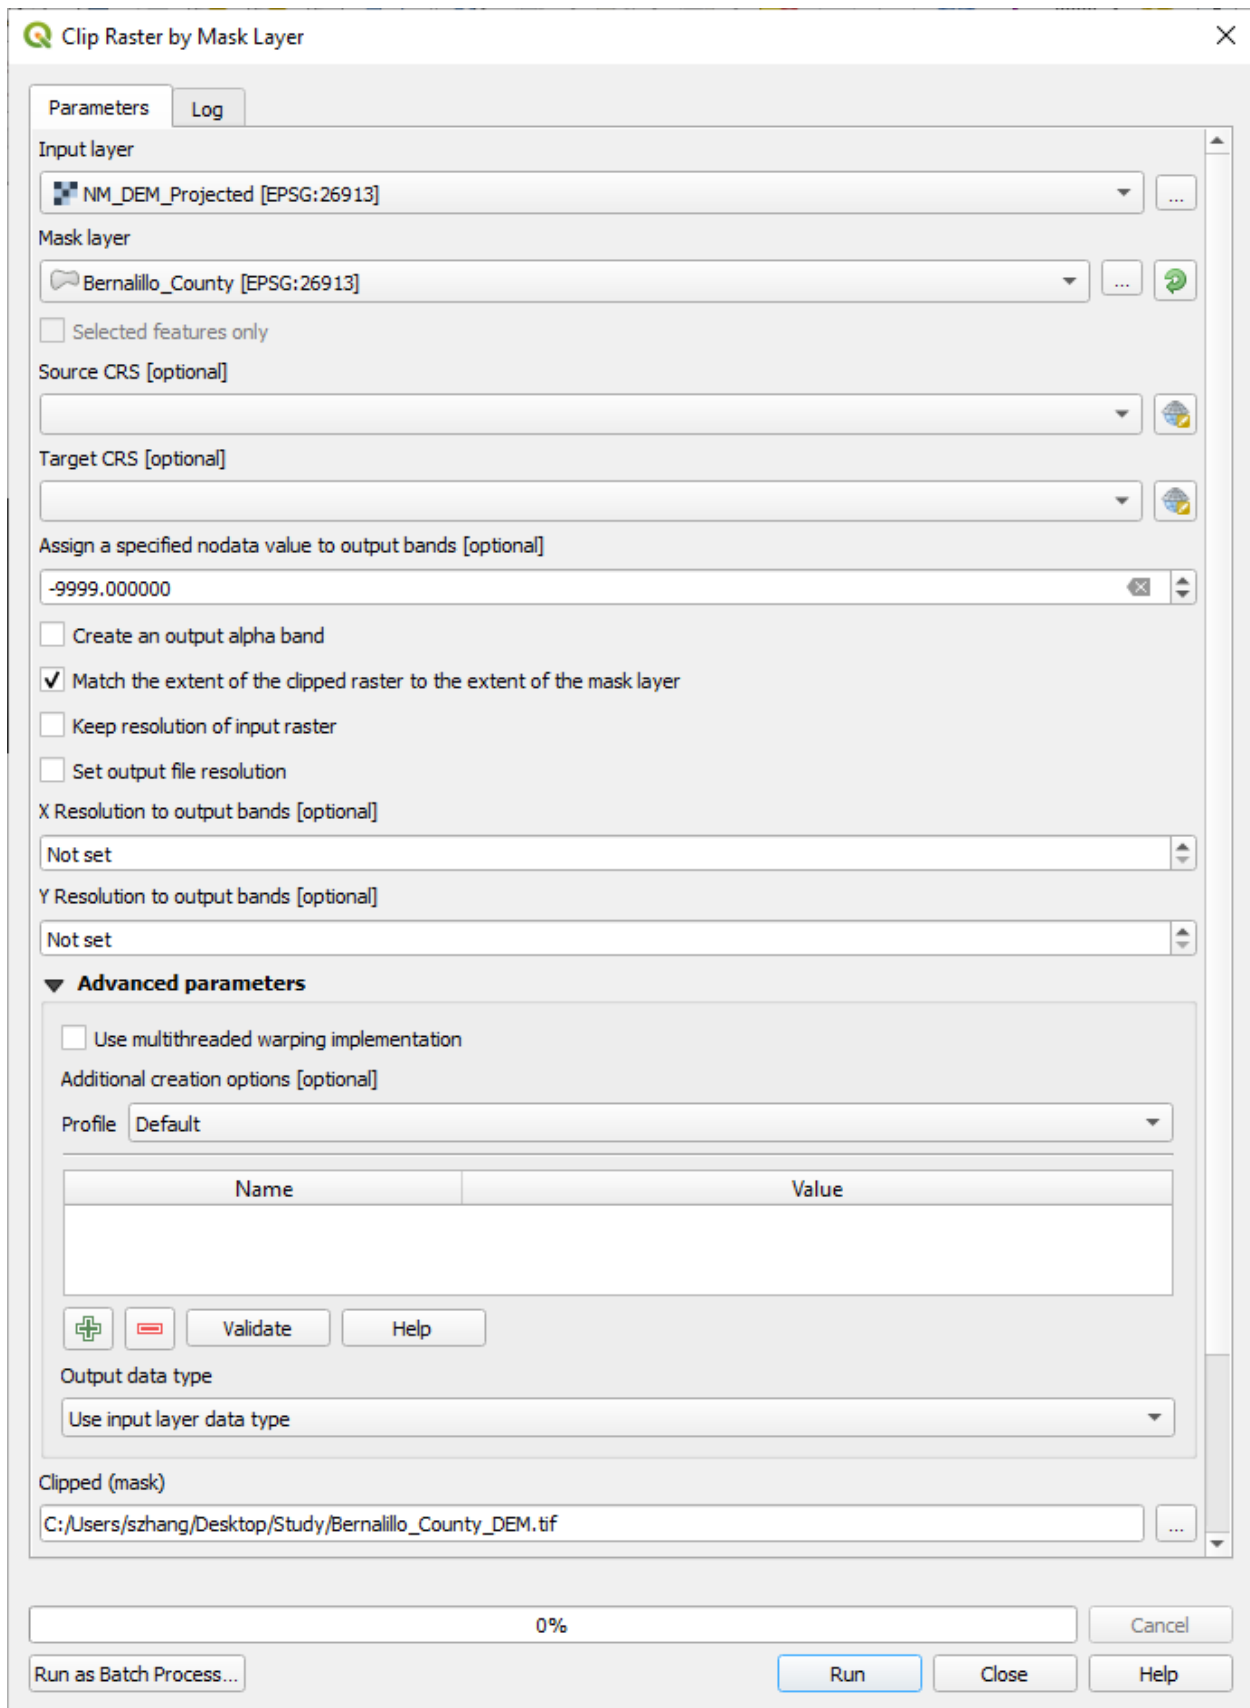 Clip Raster by Mask Layer
Parameters
Log
Input layer
NM_DEM_Projected [EPSG:26913]
...
Mask layer
Bernalillo_County [EPSG:26913]
...
Selected features only
Source CRS [optional]
Target CRS [optional]
Assign a specified nodata value to output bands [optional]
-9999.000000
Create an output alpha band
Match the extent of the clipped raster to the extent of the mask layer
Keep resolution of input raster
Set output file resolution
X Resolution to output bands [optional]
Not set
Y Resolution to output bands [optional]
Not set
Advanced parameters
Use multithreaded warping implementation
Additional creation options [optional]
Profile Default
Name Value
Validate Help
Output data type
Use input layer data type
Clipped (mask)
C:/Users/szhang/Desktop/Study/Bernalillo_County_DEM.tif
...
0%
Cancel
Run as Batch Process... Run Close Help